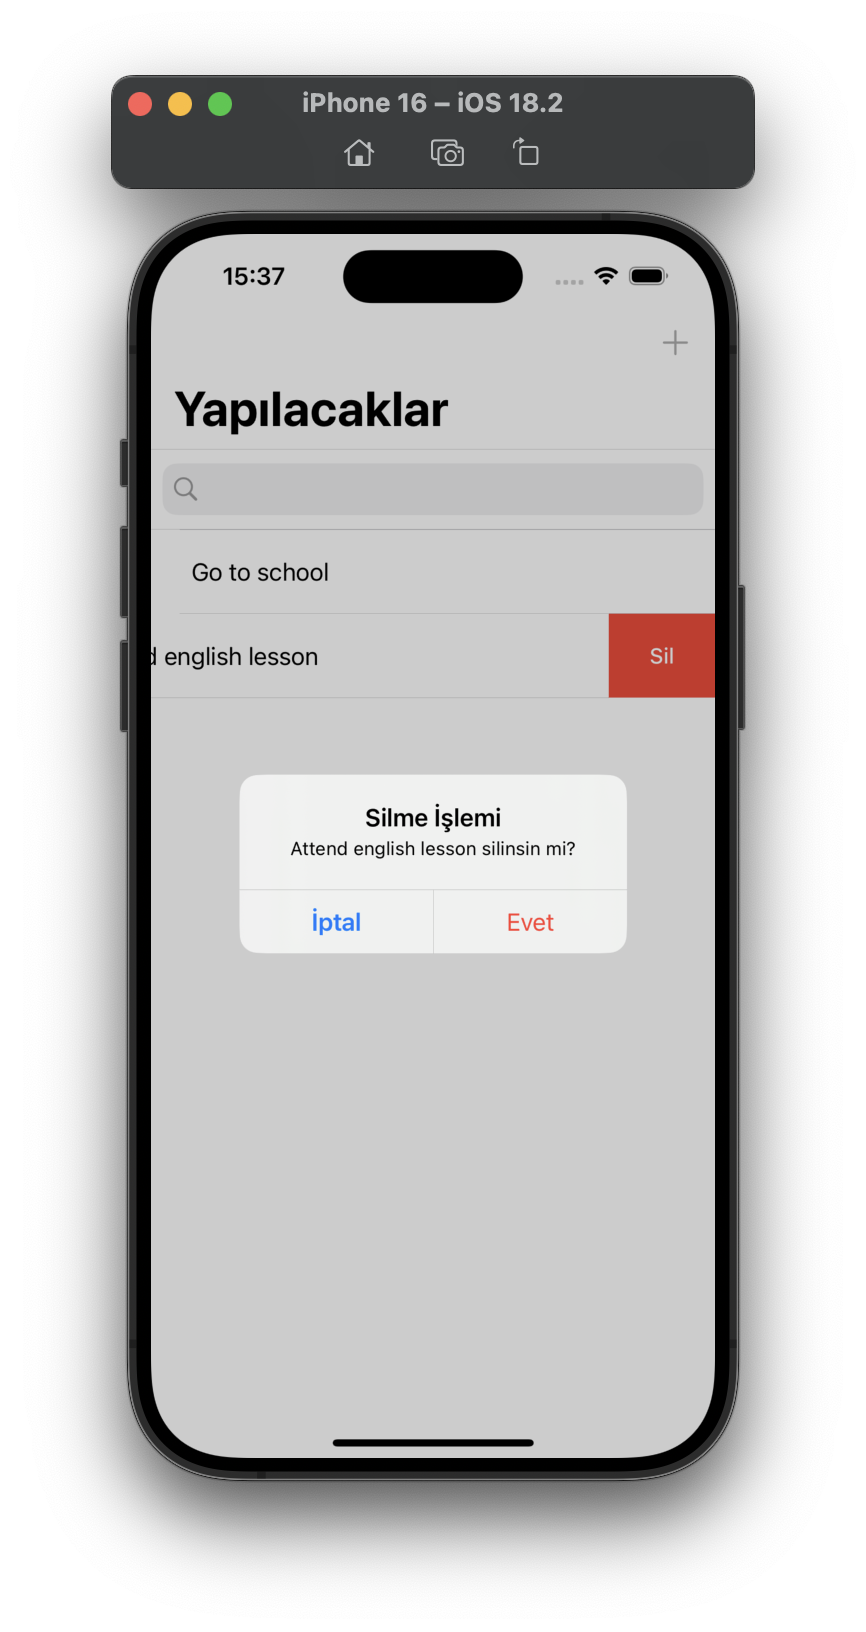 iPhone 16 – iOS 18.2
15:37
Yapılacaklar
Go to school
d english lesson
Sil
Silme İşlemi
Attend english lesson silinsin mi?
İptal
Evet